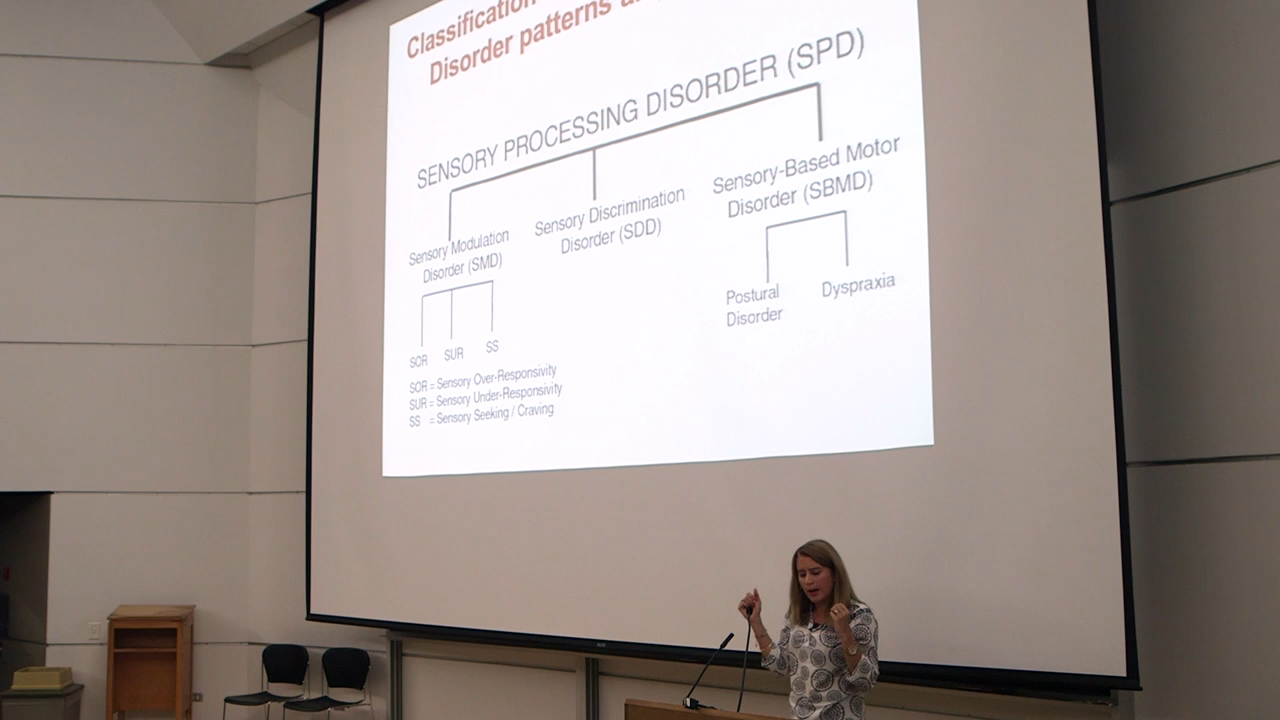 Classification
Disorder patterns
SENSORY PROCESSING DISORDER (SPD)
Sensory Modulation
Disorder (SMD)
Sensory Discrimination
Disorder (SDD)
Sensory-Based Motor
Disorder (SBMD)
SOR SUR SS
Postural
Disorder
Dyspraxia
SOR = Sensory Over-Responsivity
SUR = Sensory Under-Responsivity
SS = Sensory Seeking / Craving